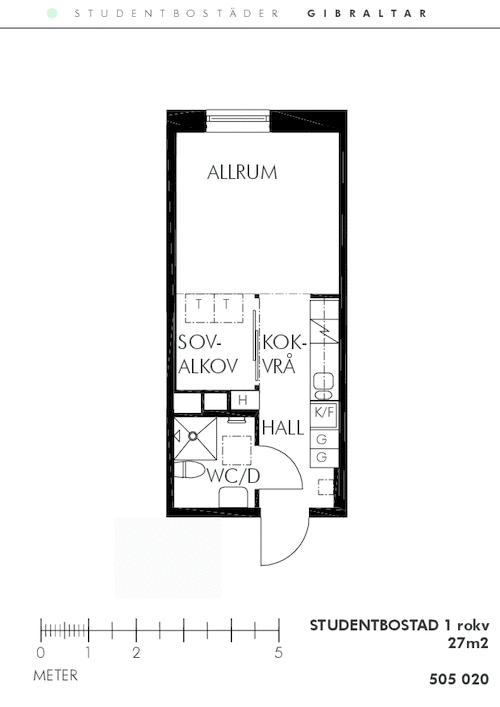 STUDENTBOSTÄDER GIBRALTAR
ALLRUM
T T
SOV-
ALKOV
KOK-
VRÅ
H
K/F
HALL
G
G
WC/D
0 1 2 5
METER
STUDENTBOSTAD 1 rokv
27m2
505 020